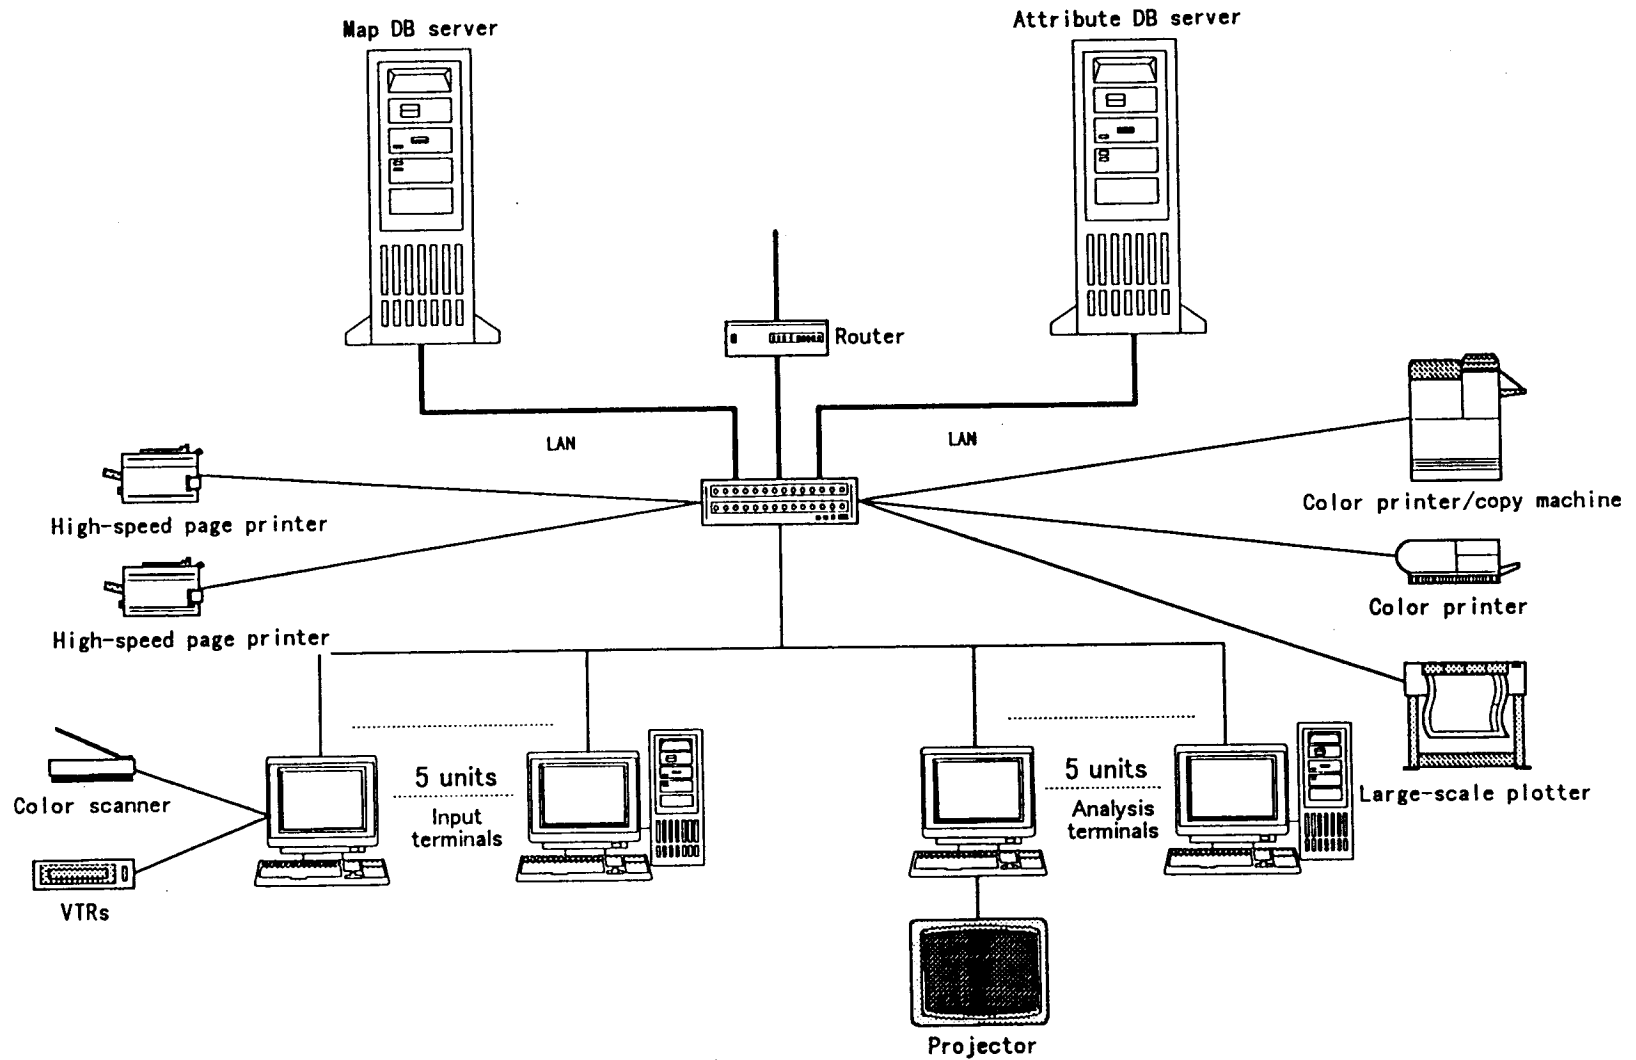 Map DB server
Attribute DB server
Router
LAN
LAN
High-speed page printer
Color printer/copy machine
High-speed page printer
Color printer
Color scanner
5 units
Input
terminals
5 units
Analysis
terminals
Large-scale plotter
VTRs
Projector